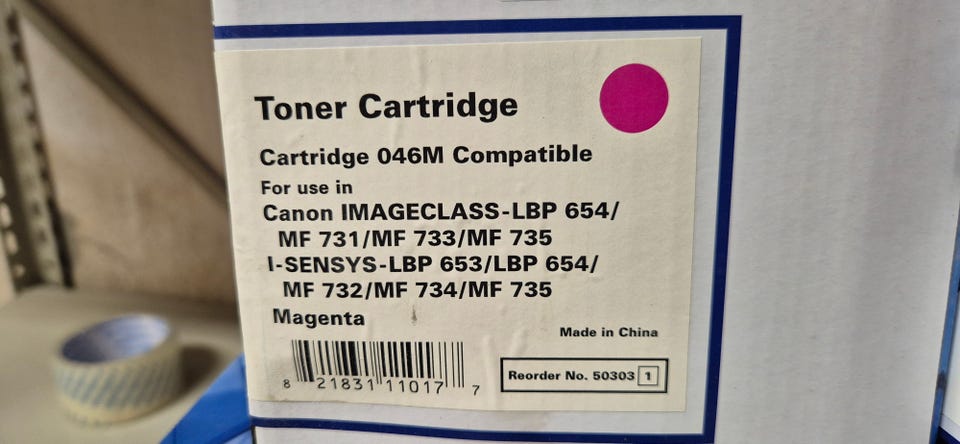 Toner Cartridge
Cartridge 046M Compatible
For use in
Canon IMAGECLASS-LBP 654/
MF 731/MF 733/MF 735
I-SENSYS-LBP 653/LBP 654/
MF 732/MF 734/MF 735
Magenta
Made in China
Reorder No. 50303 1
8 21831 11017 7